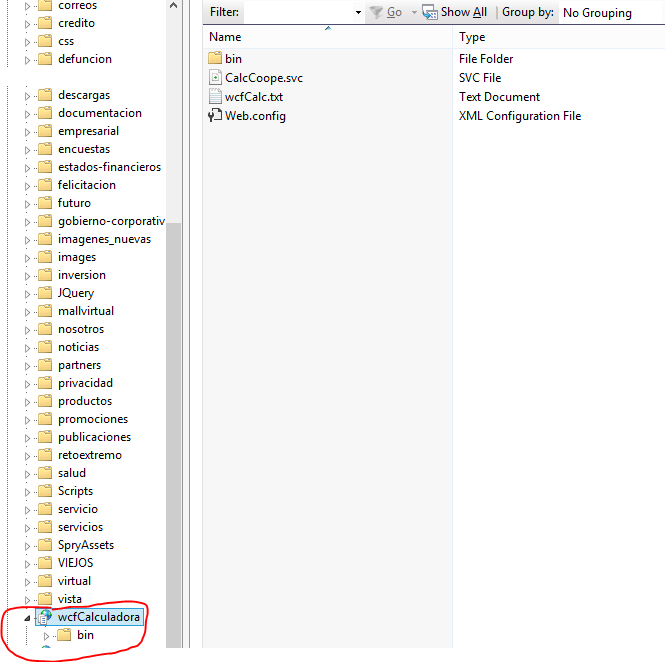 correos
credito
css
defuncion
descargas
documentacion
empresarial
encuestas
estados-financieros
felicitacion
futuro
gobierno-corporativ
imagenes_nuevas
images
inversion
JQuery
mallvirtual
nosotros
noticias
partners
privacidad
productos
promociones
publicaciones
retoextremo
salud
Scripts
servicio
servicios
SpryAssets
VIEJOS
virtual
vista
wcfCalculadora
bin
Filter: Go Show All Group by: No Grouping
Name Type
bin File Folder
CalcCoope.svc SVC File
wcfCalc.txt Text Document
Web.config XML Configuration File